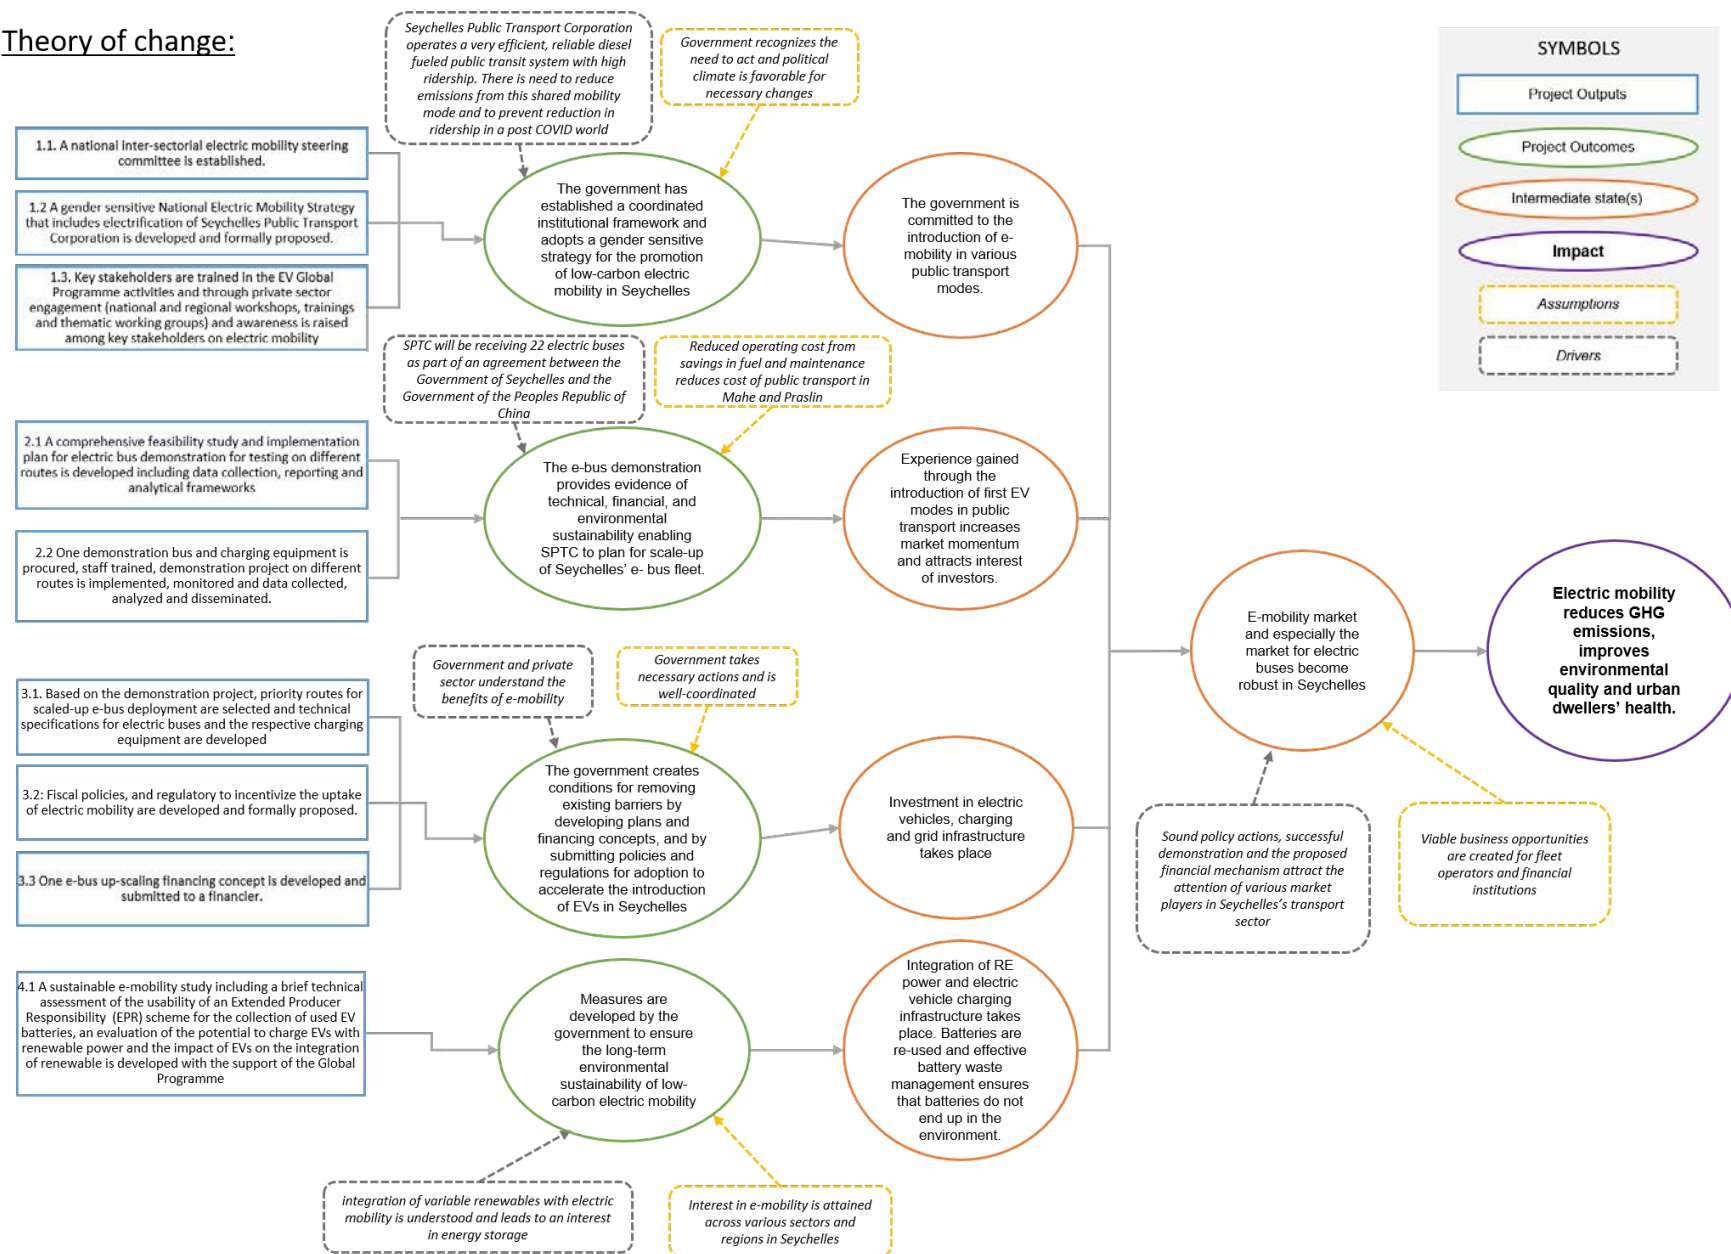 Theory of change:
Seychelles Public Transport Corporation
operates a very efficient, reliable diesel
fueled public transit system with high
ridership. There is need to reduce
emissions from this shared mobility
mode and to prevent reduction in
ridership in a post COVID world
Government recognizes the
need to act and political
climate is favorable for
necessary changes
SYMBOLS
Project Outputs
Project Outcomes
Intermediate state(s)
Impact
Assumptions
Drivers
1.1. A national inter-sectorial electric mobility steering
committee is established.
1.2 A gender sensitive National Electric Mobility Strategy
that includes electrification of Seychelles Public Transport
Corporation is developed and formally proposed.
1.3. Key stakeholders are trained in the EV Global
Programme activities and through private sector
engagement (national and regional workshops, trainings
and thematic working groups) and awareness is raised
among key stakeholders on electric mobility
The government has
established a coordinated
institutional framework and
adopts a gender sensitive
strategy for the promotion
of low-carbon electric
mobility in Seychelles
The government is
committed to the
introduction of e-
mobility in various
public transport
modes.
SPTC will be receiving 22 electric buses
as part of an agreement between the
Government of Seychelles and the
Government of the Peoples Republic of
China
Reduced operating cost from
savings in fuel and maintenance
reduces cost of public transport in
Mahe and Praslin
2.1 A comprehensive feasibility study and implementation
plan for electric bus demonstration for testing on different
routes is developed including data collection, reporting and
analytical frameworks
2.2 One demonstration bus and charging equipment is
procured, staff trained, demonstration project on different
routes is implemented, monitored and data collected,
analyzed and disseminated.
The e-bus demonstration
provides evidence of
technical, financial, and
environmental
sustainability enabling
SPTC to plan for scale-up
of Seychelles' e- bus fleet.
Experience gained
through the
introduction of first EV
modes in public
transport increases
market momentum
and attracts interest
of investors.
E-mobility market
and especially the
market for electric
buses become
robust in Seychelles
Electric mobility
reduces GHG
emissions,
improves
environmental
quality and urban
dwellers' health.
Government and private
sector understand the
benefits of e-mobility
Government takes
necessary actions and is
well-coordinated
3.1. Based on the demonstration project, priority routes for
scaled-up e-bus deployment are selected and technical
specifications for electric buses and the respective charging
equipment are developed
3.2: Fiscal policies, and regulatory to incentivize the uptake
of electric mobility are developed and formally proposed.
3.3 One e-bus up-scaling financing concept is developed and
submitted to a financier.
The government creates
conditions for removing
existing barriers by
developing plans and
financing concepts, and by
submitting policies and
regulations for adoption to
accelerate the introduction
of EVs in Seychelles
Investment in electric
vehicles, charging
and grid infrastructure
takes place
Sound policy actions, successful
demonstration and the proposed
financial mechanism attract the
attention of various market
players in Seychelles's transport
sector
Viable business opportunities
are created for fleet
operators and financial
institutions
4.1 A sustainable e-mobility study including a brief technical
assessment of the usability of an Extended Producer
Responsibility (EPR) scheme for the collection of used EV
batteries, an evaluation of the potential to charge EVs with
renewable power and the impact of EVs on the integration
of renewable is developed with the support of the Global
Programme
Measures are
developed by the
government to ensure
the long-term
environmental
sustainability of low-
carbon electric mobility
Integration of RE
power and electric
vehicle charging
infrastructure takes
place. Batteries are
re-used and effective
battery waste
management ensures
that batteries do not
end up in the
environment.
integration of variable renewables with electric
mobility is understood and leads to an interest
in energy storage
Interest in e-mobility is attained
across various sectors and
regions in Seychelles